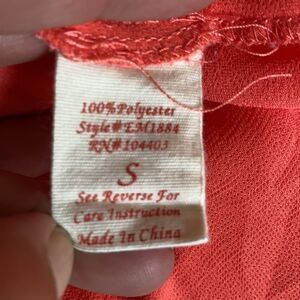 100% Polyester
Style# EM1884
RN# 104403
S
See Reverse For
Care Instruction
Made In China